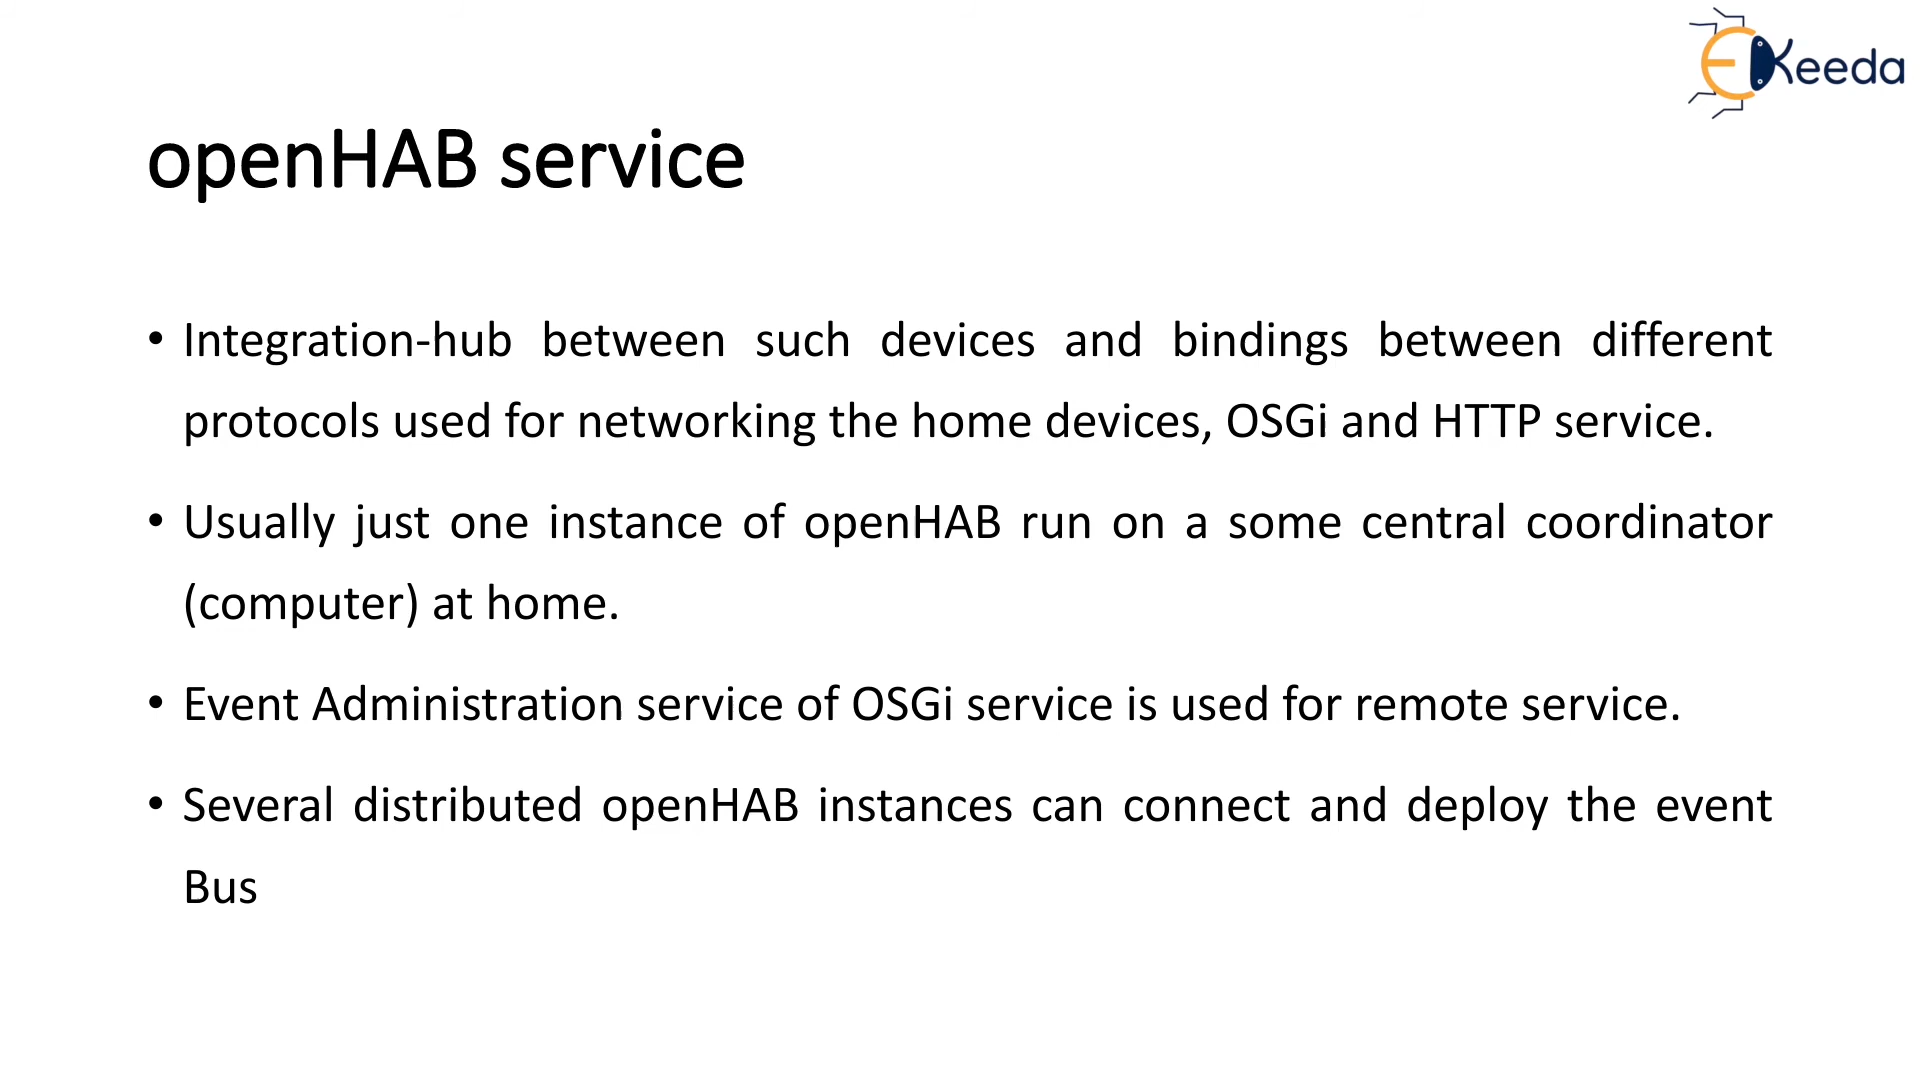 EKeeda
openHAB service
• Integration-hub between such devices and bindings between different
protocols used for networking the home devices, OSGi and HTTP service.
• Usually just one instance of openHAB run on a some central coordinator
(computer) at home.
• Event Administration service of OSGi service is used for remote service.
• Several distributed openHAB instances can connect and deploy the event
Bus